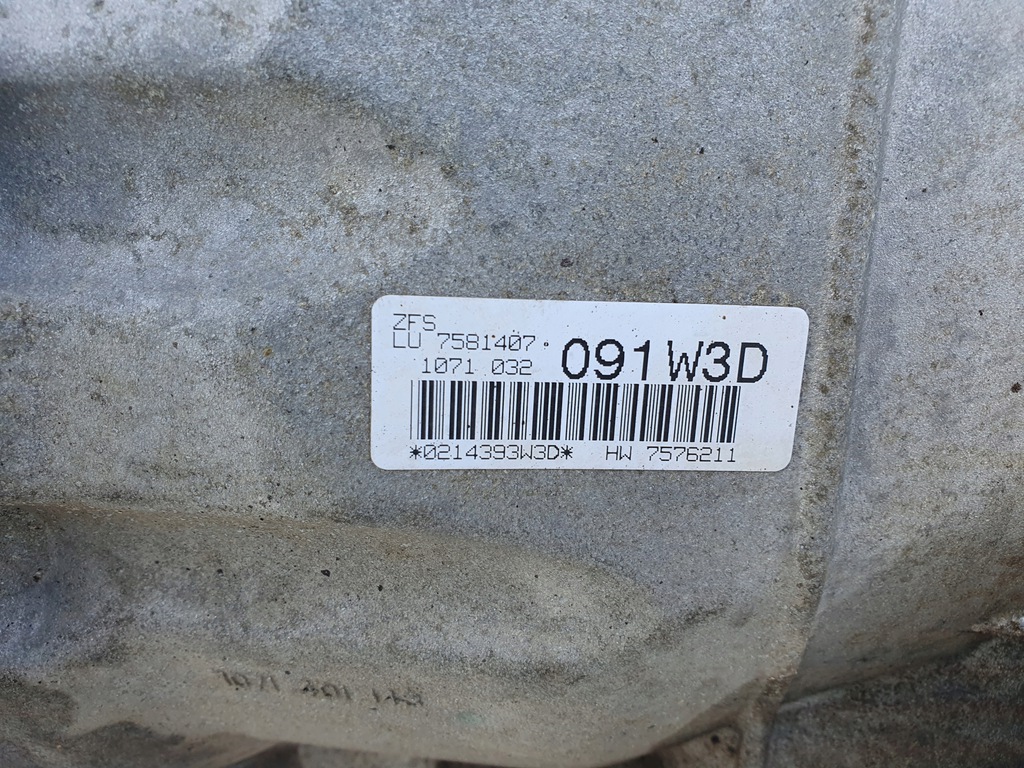 ZFS
LU 7581407
1071 032 091W3D
*0214393W3D* HW 7576211